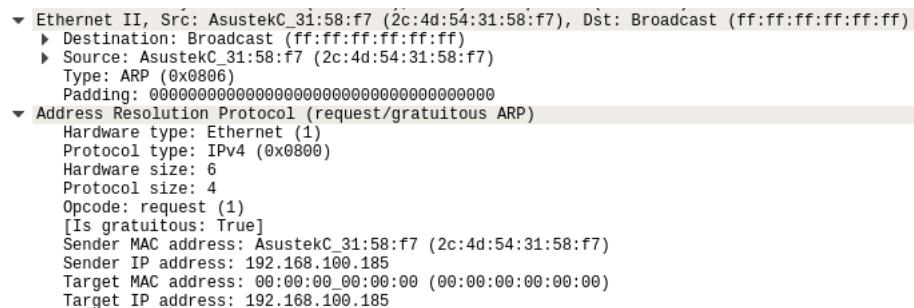 Ethernet II, Src: AsustekC_31:58:f7 (2c:4d:54:31:58:f7), Dst: Broadcast (ff:ff:ff:ff:ff:ff)
Destination: Broadcast (ff:ff:ff:ff:ff:ff)
Source: AsustekC_31:58:f7 (2c:4d:54:31:58:f7)
Type: ARP (0x0806)
Padding: 000000000000000000000000000000000000
Address Resolution Protocol (request/gratuitous ARP)
Hardware type: Ethernet (1)
Protocol type: IPv4 (0x0800)
Hardware size: 6
Protocol size: 4
Opcode: request (1)
[Is gratuitous: True]
Sender MAC address: AsustekC_31:58:f7 (2c:4d:54:31:58:f7)
Sender IP address: 192.168.100.185
Target MAC address: 00:00:00_00:00:00 (00:00:00:00:00:00)
Target IP address: 192.168.100.185